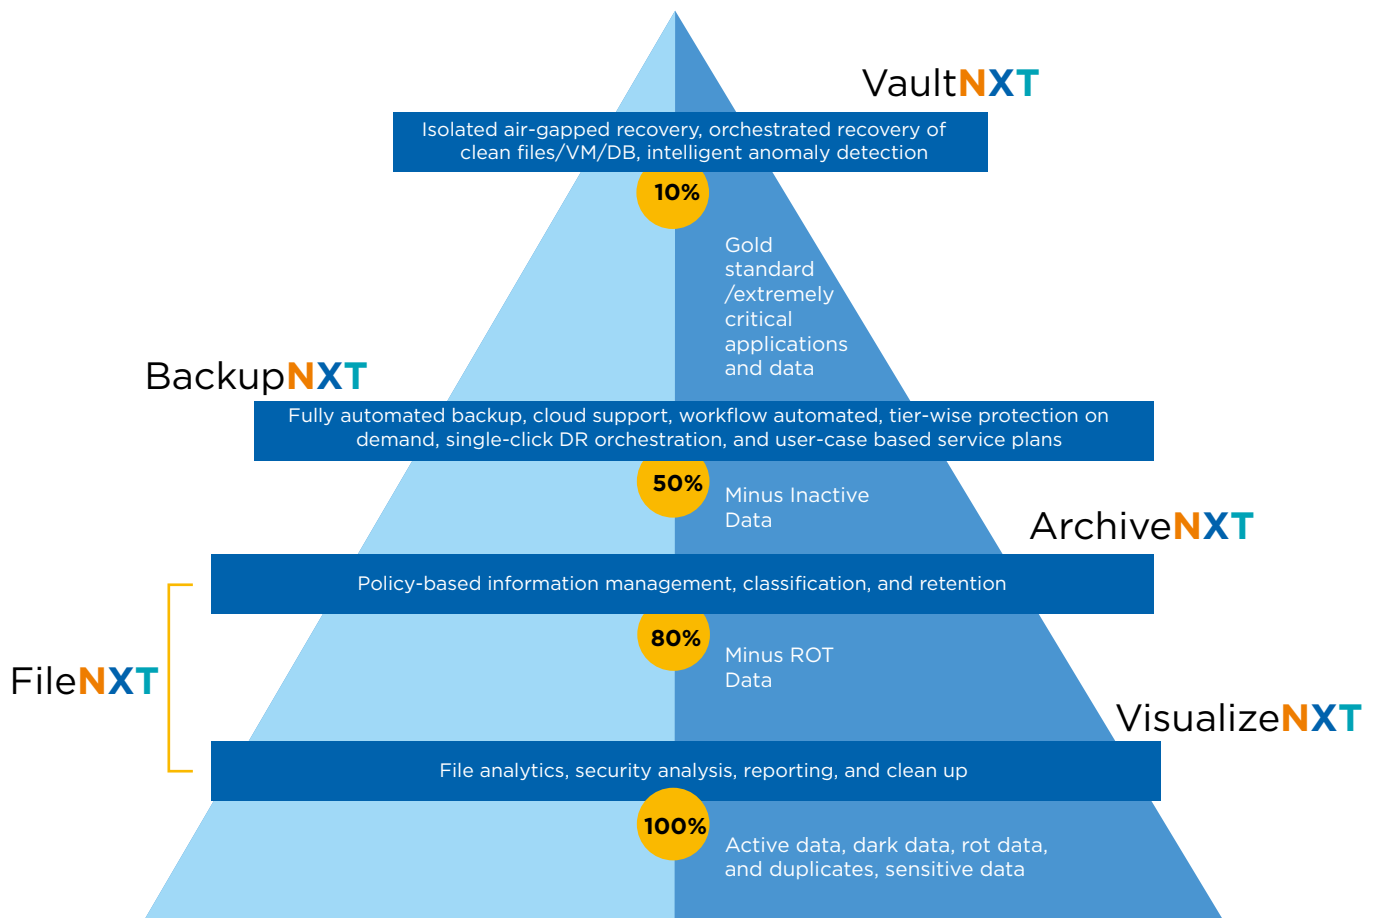 VaultNXT
Isolated air-gapped recovery, orchestrated recovery of
clean files/VM/DB, intelligent anomaly detection
10%
Gold
standard
/extremely
critical
applications
and data
BackupNXT
Fully automated backup, cloud support, workflow automated, tier-wise protection on
demand, single-click DR orchestration, and user-case based service plans
50%
Minus Inactive
Data
ArchiveNXT
Policy-based information management, classification, and retention
80%
Minus ROT
Data
FileNXT
VisualizeNXT
File analytics, security analysis, reporting, and clean up
100%
Active data, dark data, rot data,
and duplicates, sensitive data